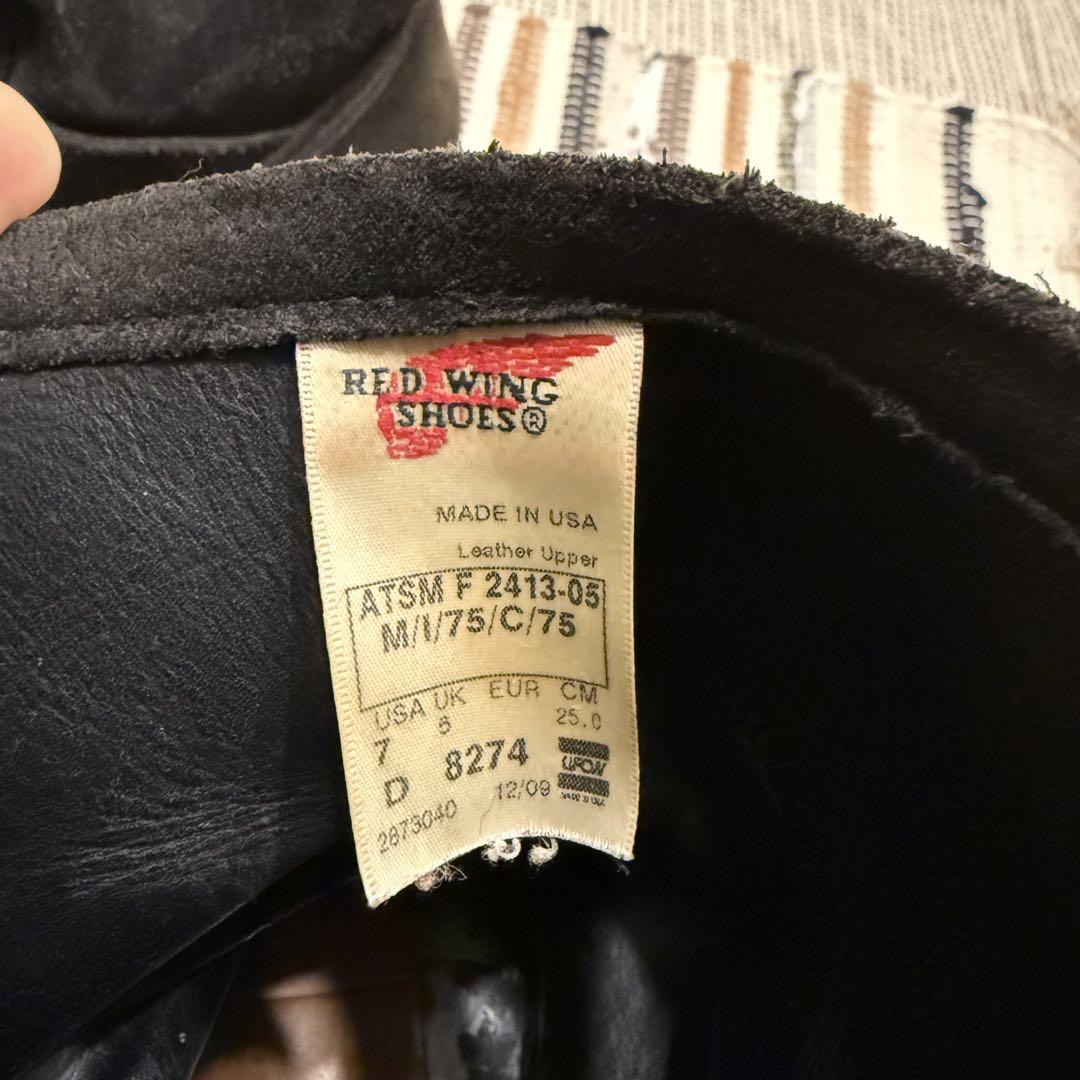 RED WING
SHOES®
MADE IN USA
Leather Upper
ATSM F 2413-05
M/I/75/C/75
USA UK EUR CM
7 6 25.0
D 8274
2873040 12/09